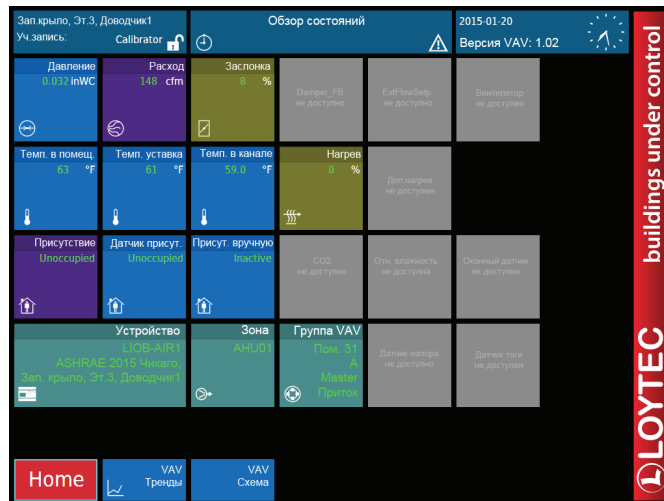 Зап.крыло, Эт.3, Доводчик1
Уч.запись: Calibrator
Обзор состояний
2015-01-20
Версия VAV: 1.02
Давление
0.032 inWC
Расход
148 cfm
Заслонка
8 %
Damper_FB
не доступно
ExtFlowSetp.
не доступно
Вентилятор
не доступен
Темп. в помещ.
63 °F
Темп. уставка
61 °F
Темп. в канале
59.0 °F
Нагрев
0 %
Доп.нагрев
не доступен
Присутствие
Unoccupied
Датчик присут.
Unoccupied
Присут. вручную
Inactive
CO2
не доступно
Отн. влажность
не доступна
Оконный датчик
не доступен
Устройство
LIOB-AIR1
ASHRAE 2015 Чикаго,
Зап. крыло, Эт.3, Доводчик1
Зона
AHU01
Группа VAV
Пом. 31
A
Master
Приток
Датчик напора
не доступно
Датчик тяги
не доступен
Home
VAV
Тренды
VAV
Схема
LOYTEC buildings under control